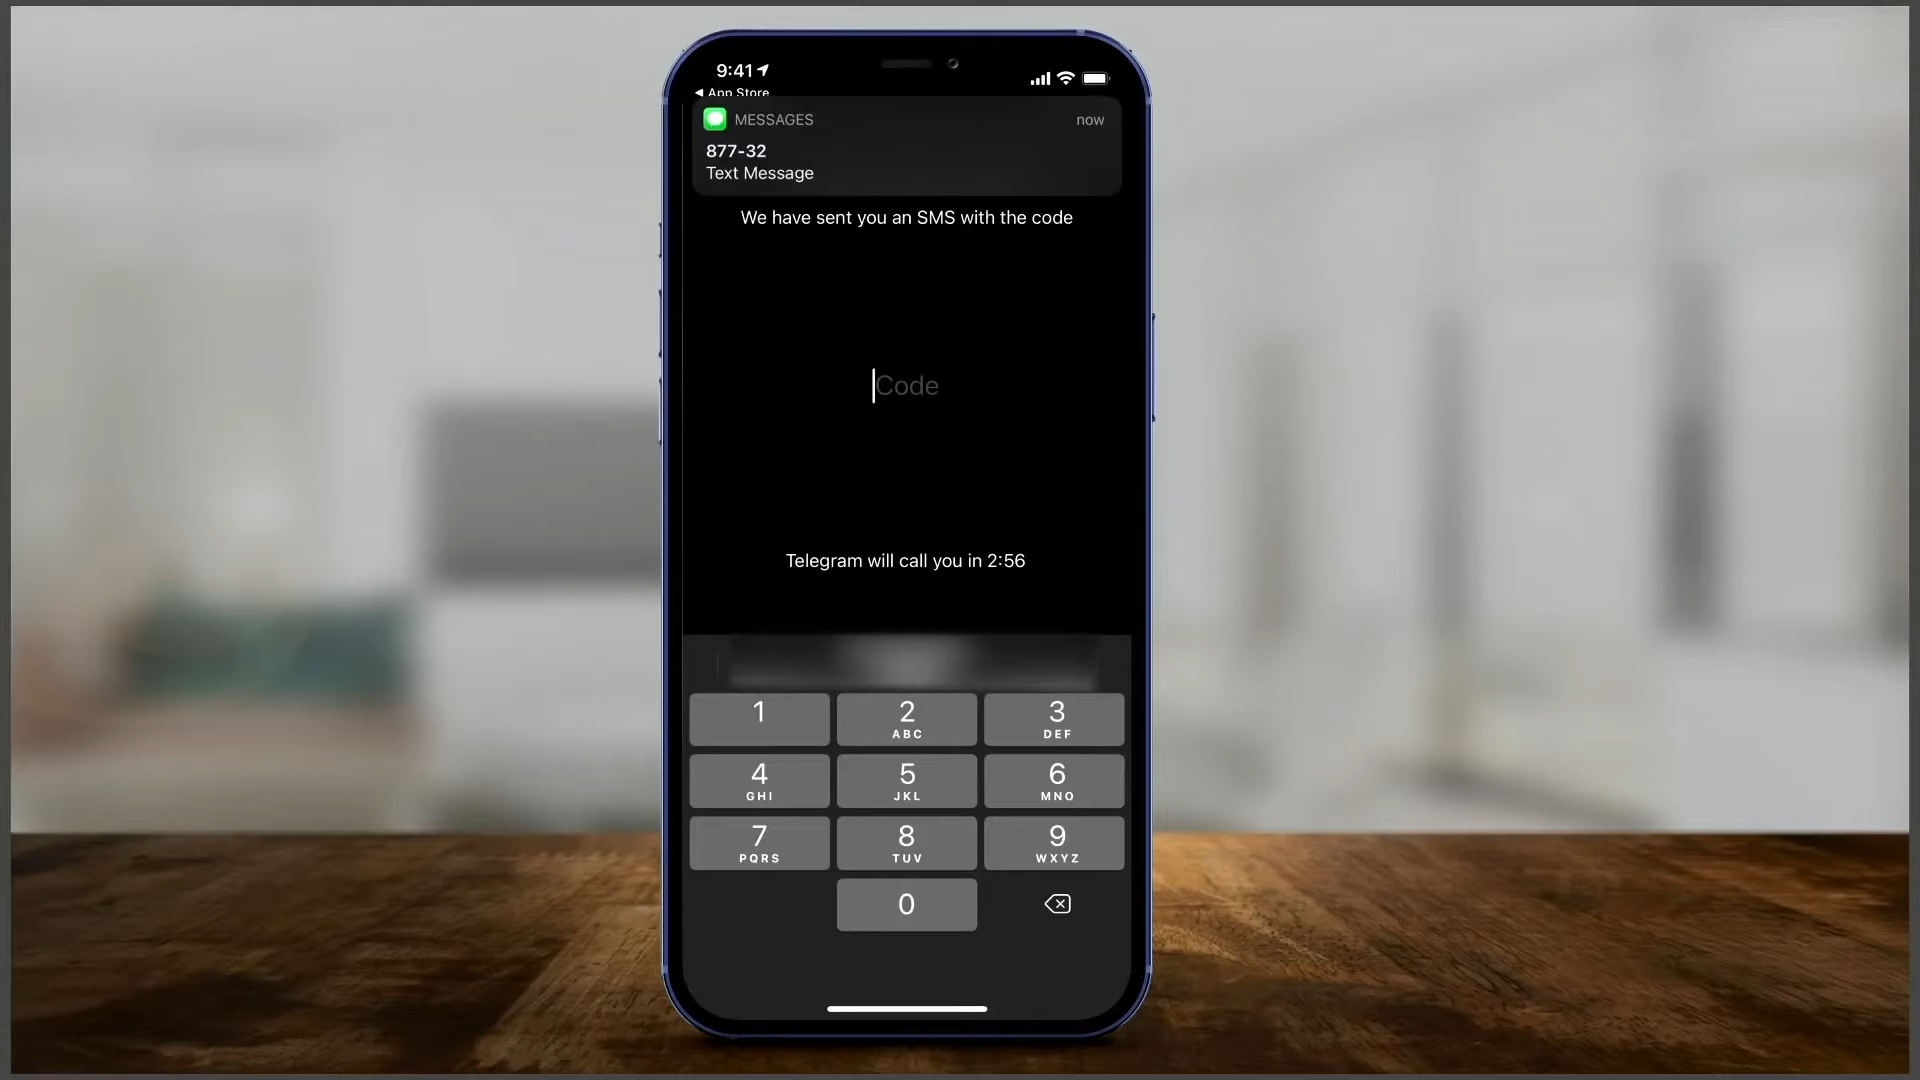 9:41
App Store
MESSAGES
now
877-32
Text Message
We have sent you an SMS with the code
Code
Telegram will call you in 2:56
1
2
3
ABC
DEF
4
5
6
GHI
JKL
MNO
7
8
9
PQRS
TUV
WXYZ
0